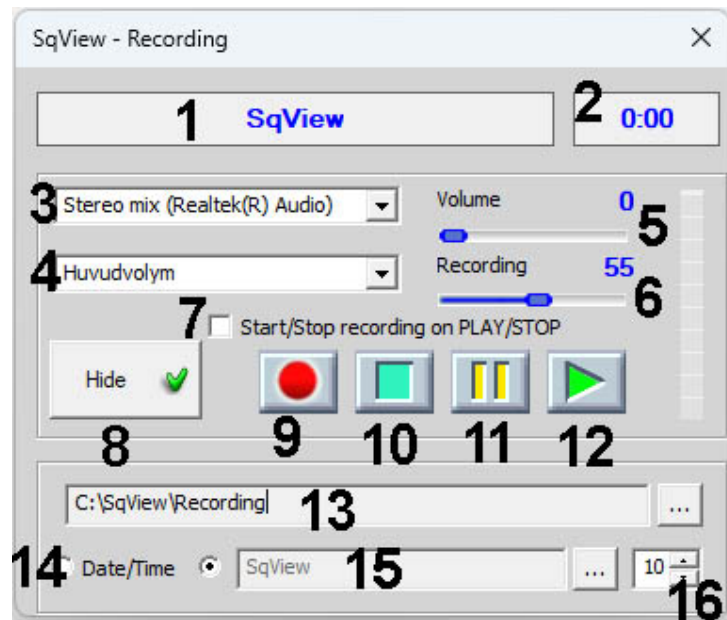 SqView - Recording
1 SqView
2 0:00
3 Stereo mix (Realtek(R) Audio)
Volume 0 5
4 Huvudvolym
Recording 55 6
7 Start/Stop recording on PLAY/STOP
Hide
8 9 10 11 12
C:\SqView\Recording 13 ...
14 Date/Time SqView 15 ... 10 16